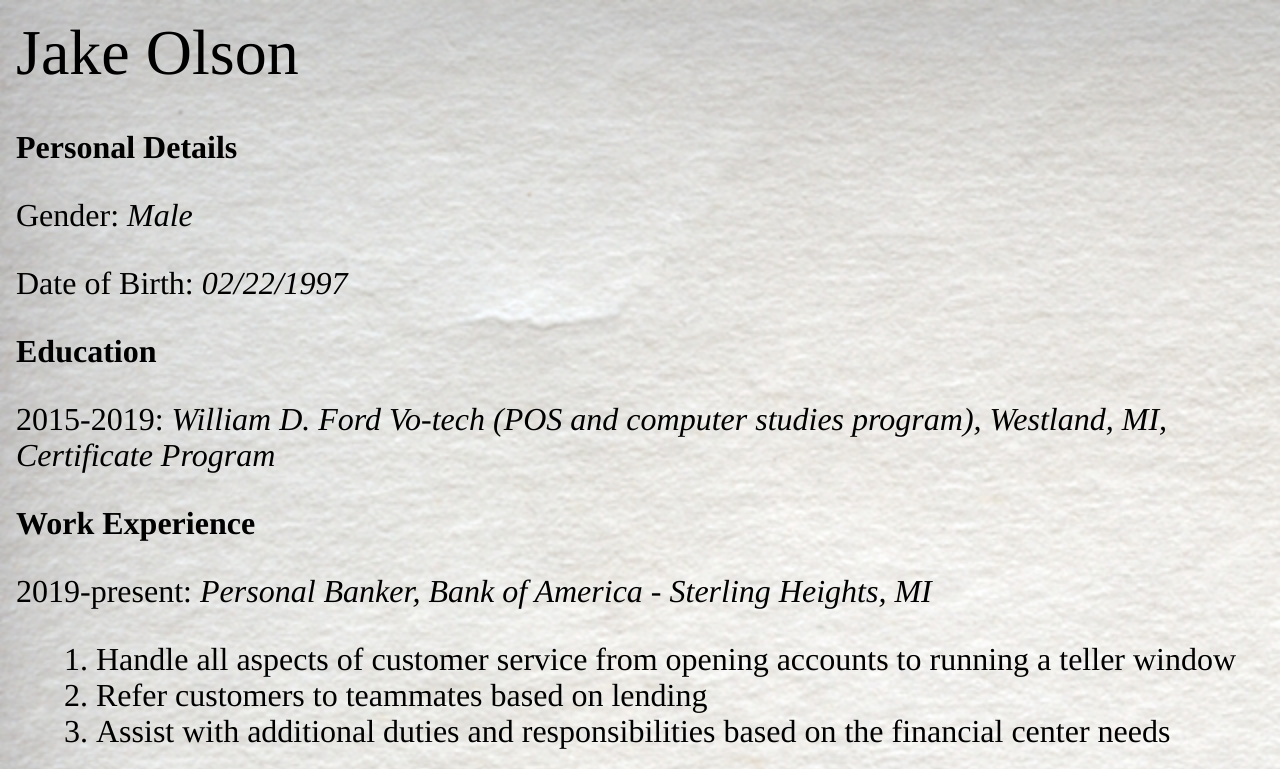 Jake Olson
Personal Details
Gender: Male
Date of Birth: 02/22/1997
Education
2015-2019: William D. Ford Vo-tech (POS and computer studies program), Westland, MI,
Certificate Program
Work Experience
2019-present: Personal Banker, Bank of America - Sterling Heights, MI
1. Handle all aspects of customer service from opening accounts to running a teller window
2. Refer customers to teammates based on lending
3. Assist with additional duties and responsibilities based on the financial center needs